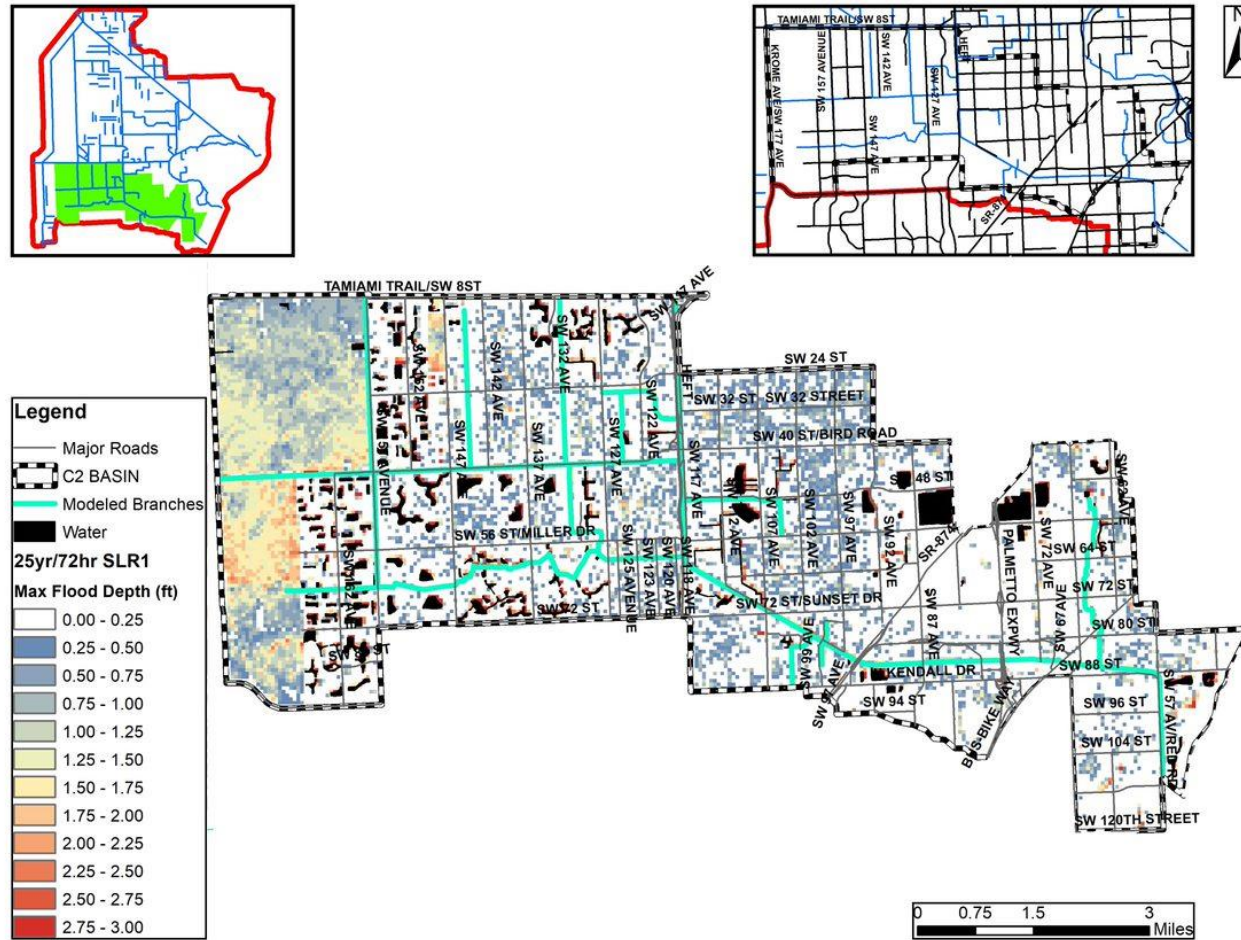 TAMIAMI TRAIL/SW 8ST
HEFT
KROME AVE/SW 177 AVE
SW 157 AVENUE
SW 142 AVE
SW 127 AVE
SW 147 AVE
SR-874
N
TAMIAMI TRAIL/SW 8ST
SW 132 AVE
SW 142 AVE
HEFT
SW 24 ST
SW 122 AVE
SW 32 ST
SW 32 STREET
SW 147 AVE
SW 137 AVE
SW 127 AVE
SW 40 ST/BIRD ROAD
SW 117 AVE
SW 107 AVE
SW 102 AVE
SW 97 AVE
SW 92 AVE
SW 56 ST/MILLER DR
SW 125 AVENUE
SW 123 AVE
SW 120 AVE
SW 118 AVE
SR-874
PALMETTO EXPWY
SW 72 AVE
SW 64 ST
SW 72 ST
SW 72 ST
SW 72 ST/SUNSET DR
SW 87 AVE
SW 80 ST
SW 99 AVE
KENDALL DR
SW 88 ST
SW 94 ST
BUS-BIKE WAY
SW 96 ST
SW 57 AV/RED RD
SW 104 ST
SW 120TH STREET
Legend
Major Roads
C2 BASIN
Modeled Branches
Water
25yr/72hr SLR1
Max Flood Depth (ft)
0.00 - 0.25
0.25 - 0.50
0.50 - 0.75
0.75 - 1.00
1.00 - 1.25
1.25 - 1.50
1.50 - 1.75
1.75 - 2.00
2.00 - 2.25
2.25 - 2.50
2.50 - 2.75
2.75 - 3.00
0 0.75 1.5 3
Miles